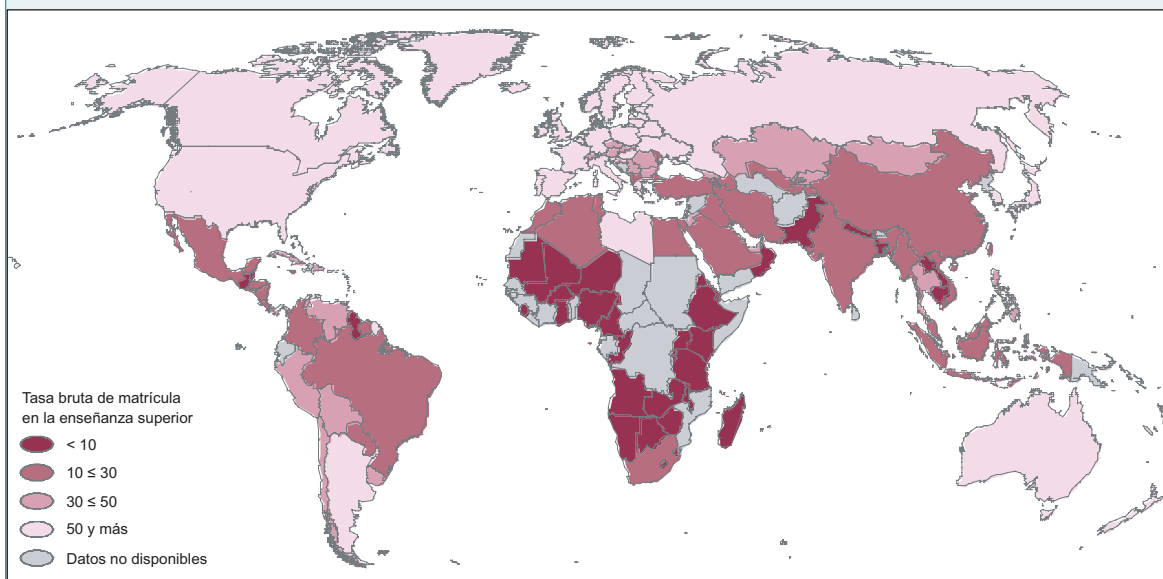 Tasa bruta de matrícula
en la enseñanza superior
< 10
10 ≤ 30
30 ≤ 50
50 y más
Datos no disponibles